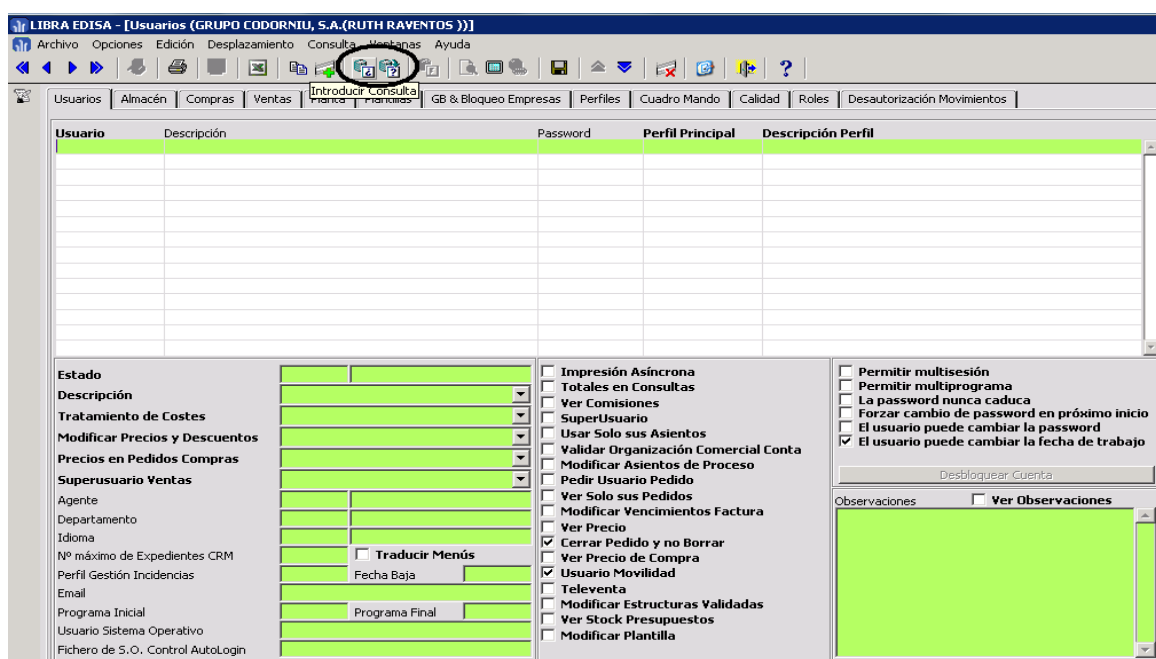 LIBRA EDISA - [Usuarios (GRUPO CODORNIU, S.A.(RUTH RAVENTOS ))]
Archivo Opciones Edición Desplazamiento Consulta Ventanas Ayuda
Introducir Consulta
Usuarios Almacén Compras Ventas Planta Plantillas GB & Bloqueo Empresas Perfiles Cuadro Mando Calidad Roles Desautorización Movimientos
Usuario Descripción Password Perfil Principal Descripción Perfil
Estado
Descripción
Tratamiento de Costes
Modificar Precios y Descuentos
Precios en Pedidos Compras
Superusuario Ventas
Agente
Departamento
Idioma
Nº máximo de Expedientes CRM Traducir Menús
Perfil Gestión Incidencias Fecha Baja
Email
Programa Inicial Programa Final
Usuario Sistema Operativo
Fichero de S.O. Control AutoLogin
Impresión Asíncrona
Totales en Consultas
Ver Comisiones
SuperUsuario
Usar Solo sus Asientos
Validar Organización Comercial Conta
Modificar Asientos de Proceso
Pedir Usuario Pedido
Ver Solo sus Pedidos
Modificar Vencimientos Factura
Ver Precio
Cerrar Pedido y no Borrar
Ver Precio de Compra
Usuario Movilidad
Televenta
Modificar Estructuras Validadas
Ver Stock Presupuestos
Modificar Plantilla
Permitir multisesión
Permitir multiprograma
La password nunca caduca
Forzar cambio de password en próximo inicio
El usuario puede cambiar la password
El usuario puede cambiar la fecha de trabajo
Desbloquear Cuenta
Observaciones Ver Observaciones